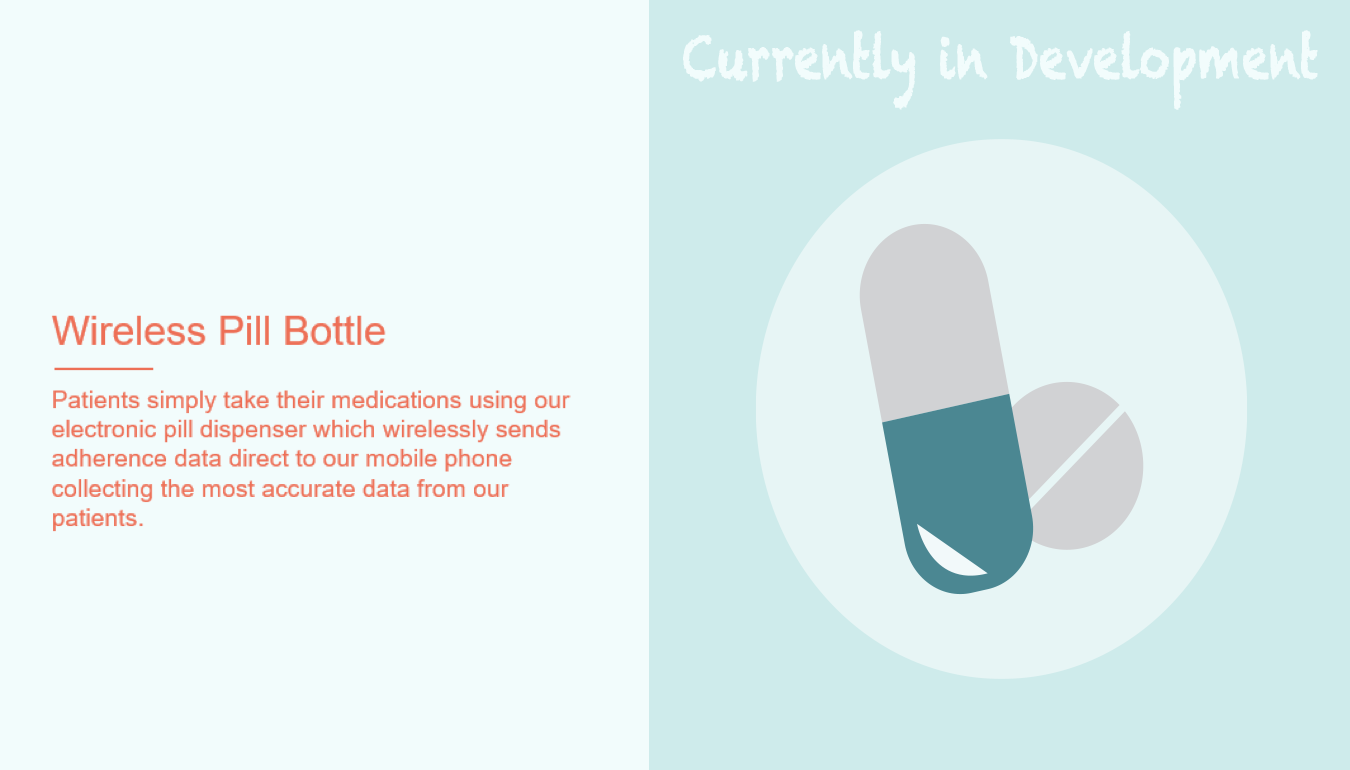 Currently in Development
Wireless Pill Bottle
Patients simply take their medications using our
electronic pill dispenser which wirelessly sends
adherence data direct to our mobile phone
collecting the most accurate data from our
patients.